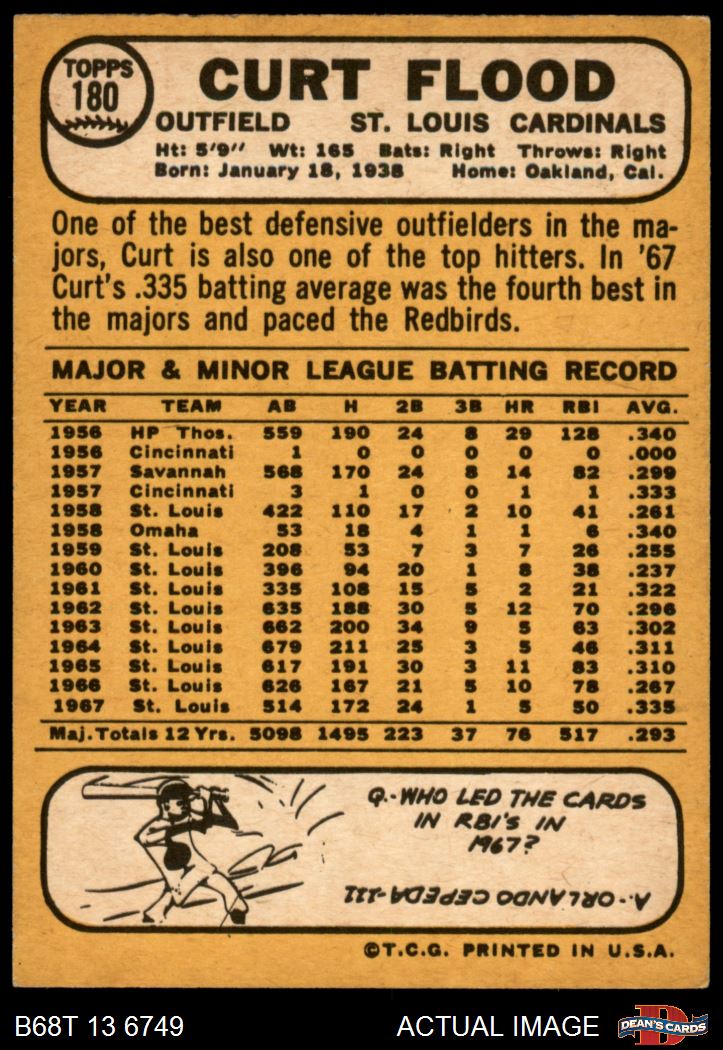 TOPPS
180
CURT FLOOD
OUTFIELD ST. LOUIS CARDINALS
Ht: 5'9" Wt: 165 Bats: Right Throws: Right
Born: January 18, 1938 Home: Oakland, Cal.
One of the best defensive outfielders in the ma-
jors, Curt is also one of the top hitters. In '67
Curt's .335 batting average was the fourth best in
the majors and paced the Redbirds.
MAJOR & MINOR LEAGUE BATTING RECORD
YEAR TEAM AB H 2B 3B HR RBI AVG.
1956 HP Thos. 559 190 24 8 29 128 .340
1956 Cincinnati 1 0 0 0 0 0 .000
1957 Savannah 568 170 24 8 14 82 .299
1957 Cincinnati 3 1 0 0 1 1 .333
1958 St. Louis 422 110 17 2 10 41 .261
1958 Omaha 53 18 4 1 1 6 .340
1959 St. Louis 208 53 7 3 7 26 .255
1960 St. Louis 396 94 20 1 8 38 .237
1961 St. Louis 335 108 15 5 2 21 .322
1962 St. Louis 635 188 30 5 12 70 .296
1963 St. Louis 662 200 34 9 5 63 .302
1964 St. Louis 679 211 25 3 5 46 .311
1965 St. Louis 617 191 30 3 11 83 .310
1966 St. Louis 626 167 21 5 10 78 .267
1967 St. Louis 514 172 24 1 5 50 .335
Maj. Totals 12 Yrs. 5098 1495 223 37 76 517 .293
Q.-WHO LED THE CARDS
IN RBI'S IN
1967?
A.-ORLANDO CEPEDA-111
©T.C.G. PRINTED IN U.S.A.
B68T 13 6749 ACTUAL IMAGE DEAN'S CARDS